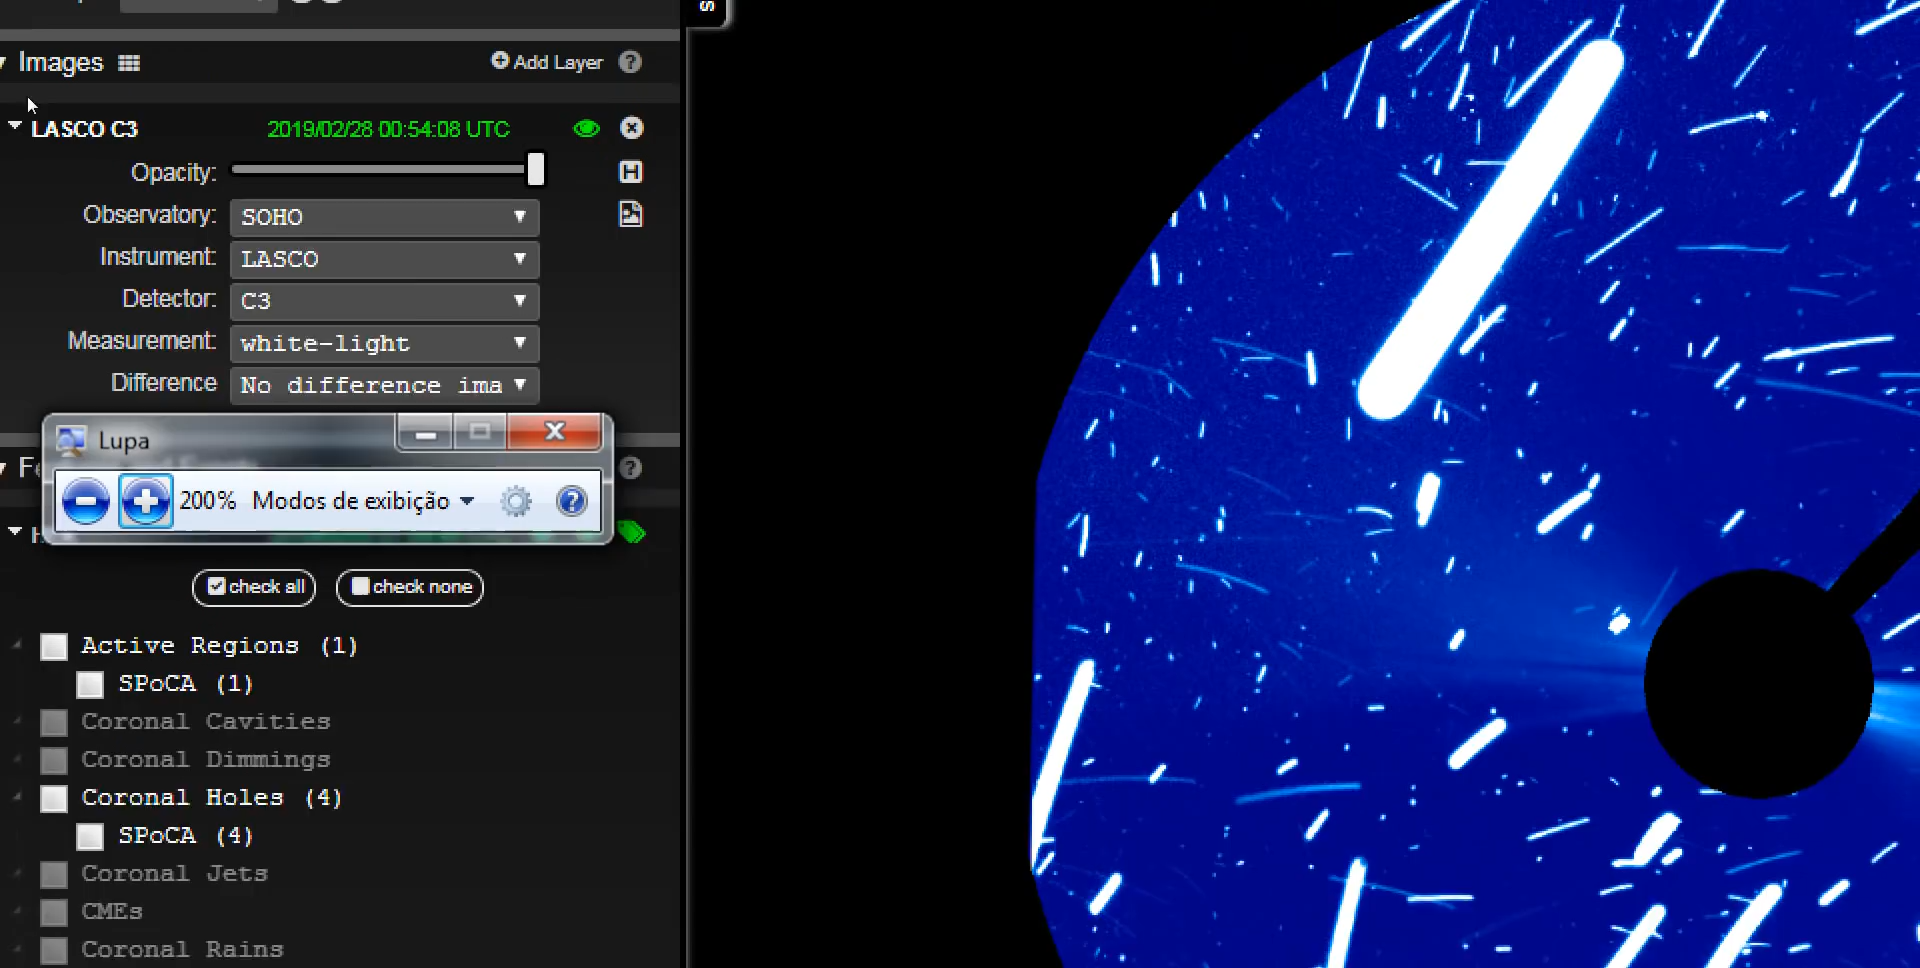 S
Images
Add Layer
LASCO C3
2019/02/28 00:54:08 UTC
Opacity:
Observatory:
SOHO
Instrument:
LASCO
Detector:
C3
Measurement:
white-light
Difference
No difference ima
Lupa
Fe
200%
Modos de exibição
H
check all
check none
Active Regions (1)
SPoCA (1)
Coronal Cavities
Coronal Dimmings
Coronal Holes (4)
SPoCA (4)
Coronal Jets
CMEs
Coronal Rains